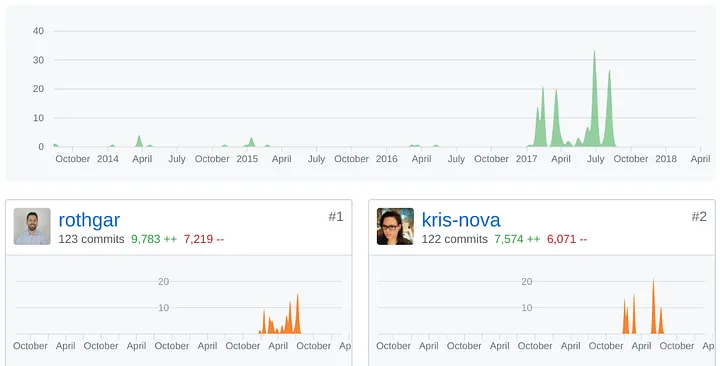 40
30
20
10
0
October 2014 April July October 2015 April July October 2016 April July October 2017 April July October 2018 April
rothgar #1
123 commits 9,783 ++ 7,219 --
20
10
October April October April October April October April October Ap
kris-nova #2
122 commits 7,574 ++ 6,071 --
20
10
October April October April October April October April October April